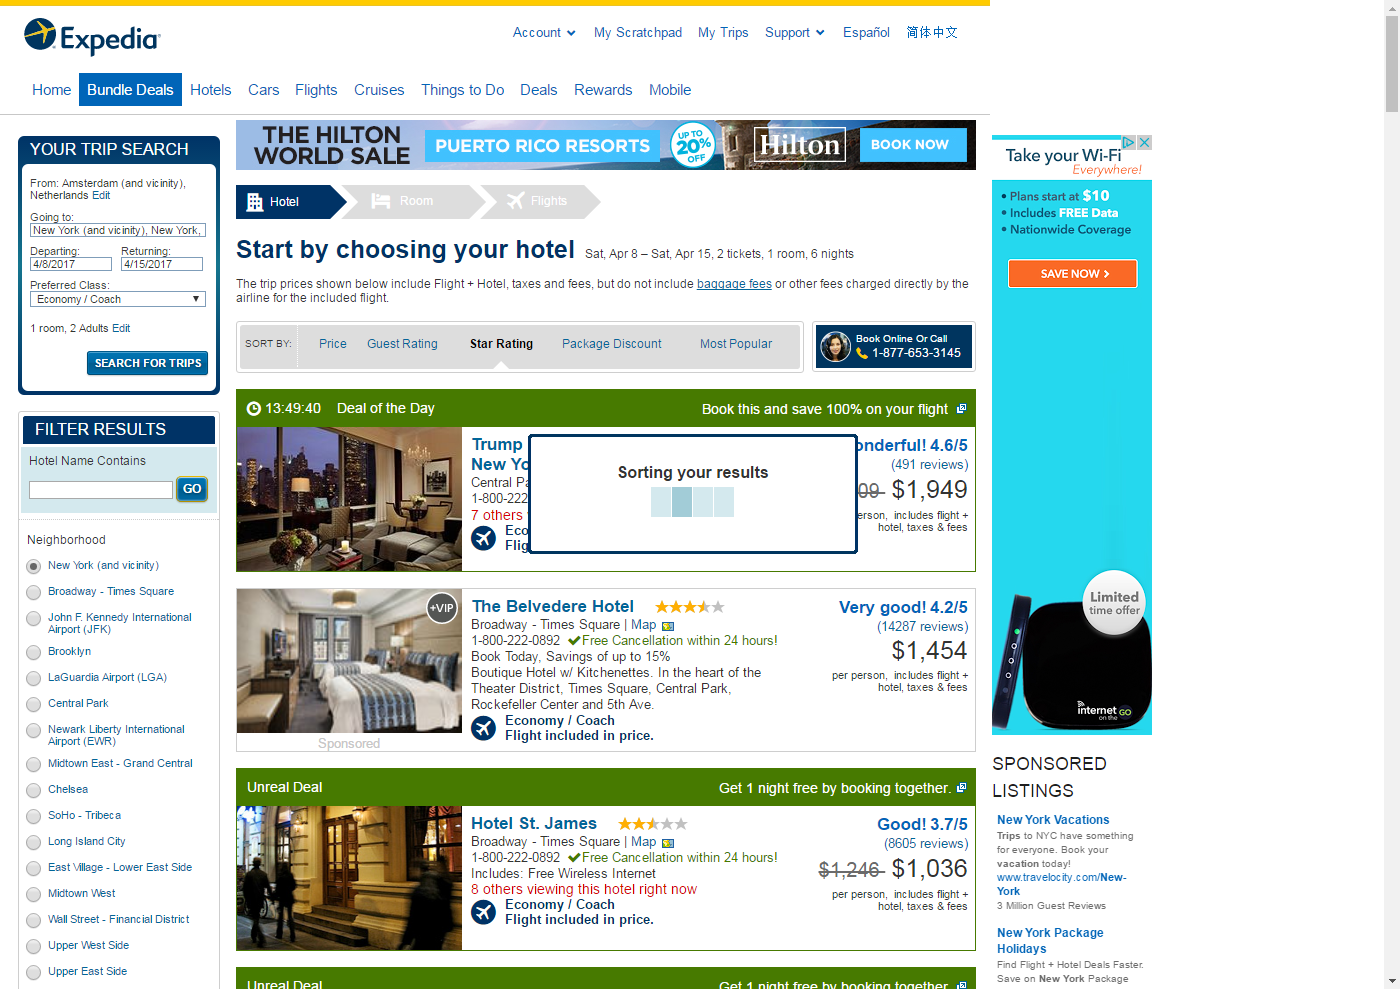 Expedia
Account
My Scratchpad
My Trips
Support
Español
简体中文
Home
Bundle Deals
Hotels
Cars
Flights
Cruises
Things to Do
Deals
Rewards
Mobile
YOUR TRIP SEARCH
From: Amsterdam (and vicinity),
Netherlands Edit
Going to:
New York (and vicinity), New York,
Departing:
Returning:
4/8/2017
4/15/2017
Preferred Class:
Economy / Coach
1 room, 2 Adults Edit
SEARCH FOR TRIPS
FILTER RESULTS
Hotel Name Contains
GO
Neighborhood
New York (and vicinity)
Broadway - Times Square
John F. Kennedy International
Airport (JFK)
Brooklyn
LaGuardia Airport (LGA)
Central Park
Newark Liberty International
Airport (EWR)
Midtown East - Grand Central
Chelsea
SoHo - Tribeca
Long Island City
East Village - Lower East Side
Midtown West
Wall Street - Financial District
Upper West Side
Upper East Side
THE HILTON
WORLD SALE
PUERTO RICO RESORTS
UP TO
20%
OFF
Hilton
BOOK NOW
Hotel
Room
Flights
Start by choosing your hotel
Sat, Apr 8 – Sat, Apr 15, 2 tickets, 1 room, 6 nights
The trip prices shown below include Flight + Hotel, taxes and fees, but do not include baggage fees or other fees charged directly by the
airline for the included flight.
SORT BY:
Price
Guest Rating
Star Rating
Package Discount
Most Popular
Book Online Or Call
1-877-653-3145
13:49:40
Deal of the Day
Book this and save 100% on your flight
Trump
New Yo
Central Pa
1-800-222
7 others
Eco
Flig
Sorting your results
onderful! 4.6/5
(491 reviews)
09 $1,949
erson, includes flight +
hotel, taxes & fees
+VIP
The Belvedere Hotel
Broadway - Times Square | Map
1-800-222-0892
Free Cancellation within 24 hours!
Book Today, Savings of up to 15%
Boutique Hotel w/ Kitchenettes. In the heart of the
Theater District, Times Square, Central Park,
Rockefeller Center and 5th Ave.
Economy / Coach
Flight included in price.
Sponsored
Very good! 4.2/5
(14287 reviews)
$1,454
per person, includes flight +
hotel, taxes & fees
Unreal Deal
Get 1 night free by booking together.
Hotel St. James
Broadway - Times Square | Map
1-800-222-0892
Free Cancellation within 24 hours!
Includes: Free Wireless Internet
8 others viewing this hotel right now
Economy / Coach
Flight included in price.
Good! 3.7/5
(8605 reviews)
$1,246 $1,036
per person, includes flight +
hotel, taxes & fees
Unreal Deal
Get 1 night free by booking together.
Take your Wi-Fi
Everywhere!
• Plans start at $10
• Includes FREE Data
• Nationwide Coverage
SAVE NOW >
Limited
time offer
internet
on the GO
SPONSORED
LISTINGS
New York Vacations
Trips to NYC have something
for everyone. Book your
vacation today!
www.travelocity.com/New-
York
3 Million Guest Reviews
New York Package
Holidays
Find Flight + Hotel Deals Faster.
Save on New York Package